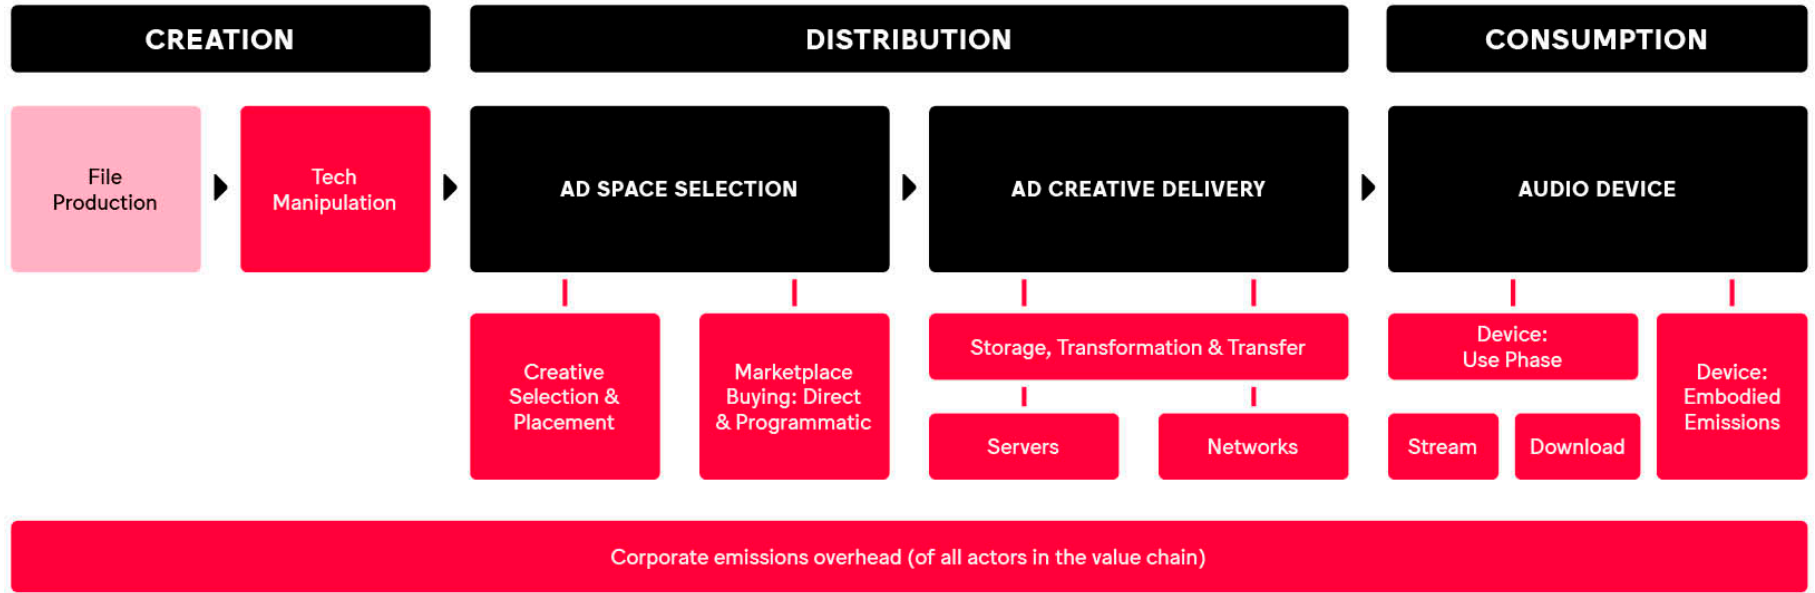 CREATION
DISTRIBUTION
CONSUMPTION
File
Production
Tech
Manipulation
AD SPACE SELECTION
AD CREATIVE DELIVERY
AUDIO DEVICE
Creative
Selection &
Placement
Marketplace
Buying: Direct
& Programmatic
Storage, Transformation & Transfer
Servers
Networks
Device:
Use Phase
Stream
Download
Device:
Embodied
Emissions
Corporate emissions overhead (of all actors in the value chain)